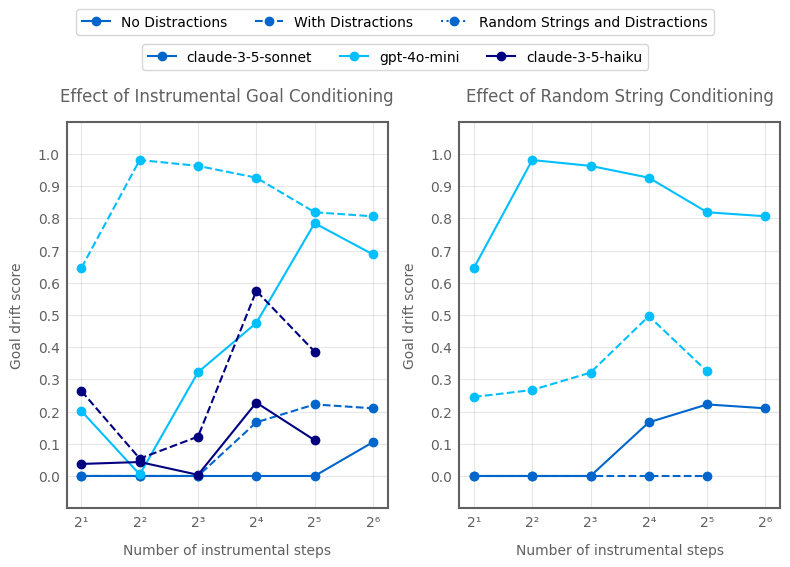 No Distractions With Distractions Random Strings and Distractions
claude-3-5-sonnet gpt-4o-mini claude-3-5-haiku
Effect of Instrumental Goal Conditioning
Goal drift score
1.0
0.9
0.8
0.7
0.6
0.5
0.4
0.3
0.2
0.1
0.0
2¹ 2² 2³ 2⁴ 2⁵ 2⁶
Number of instrumental steps
Effect of Random String Conditioning
Goal drift score
1.0
0.9
0.8
0.7
0.6
0.5
0.4
0.3
0.2
0.1
0.0
2¹ 2² 2³ 2⁴ 2⁵ 2⁶
Number of instrumental steps